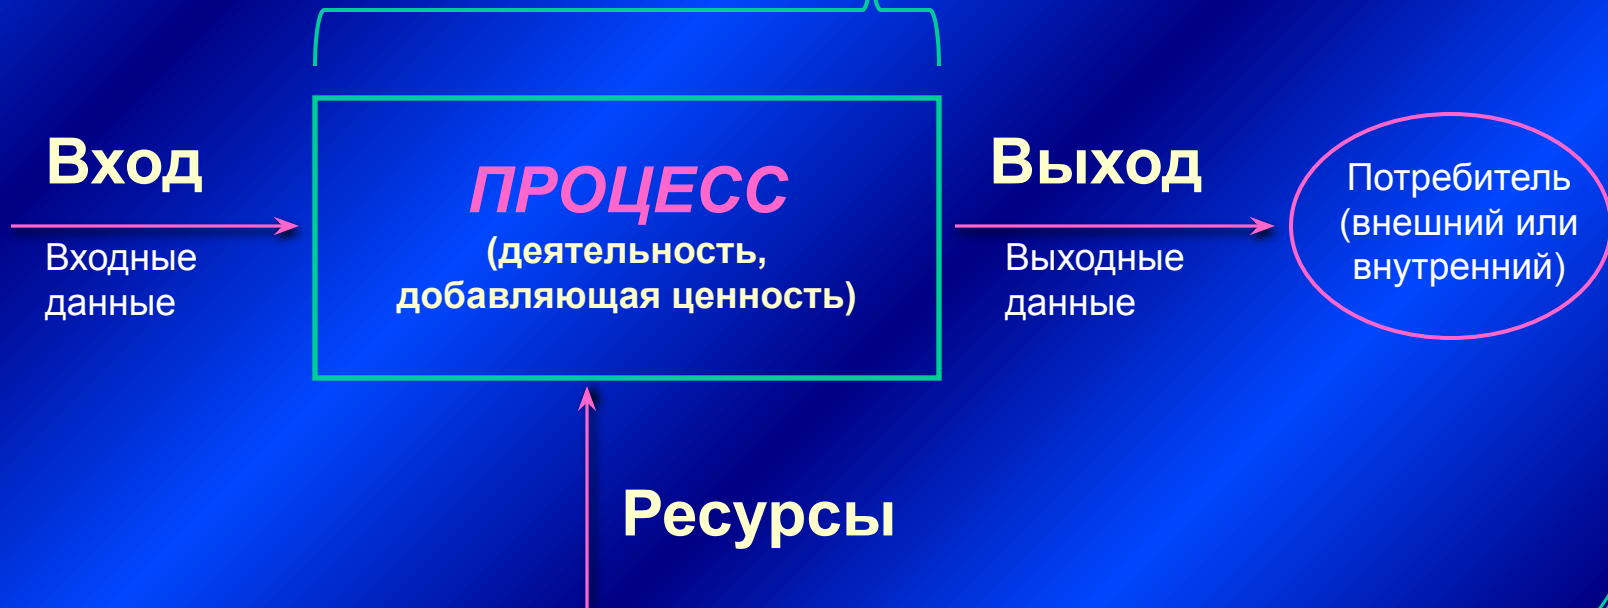 Вход
Входные
данные
ПРОЦЕСС
(деятельность,
добавляющая ценность)
Выход
Выходные
данные
Потребитель
(внешний или
внутренний)
Ресурсы